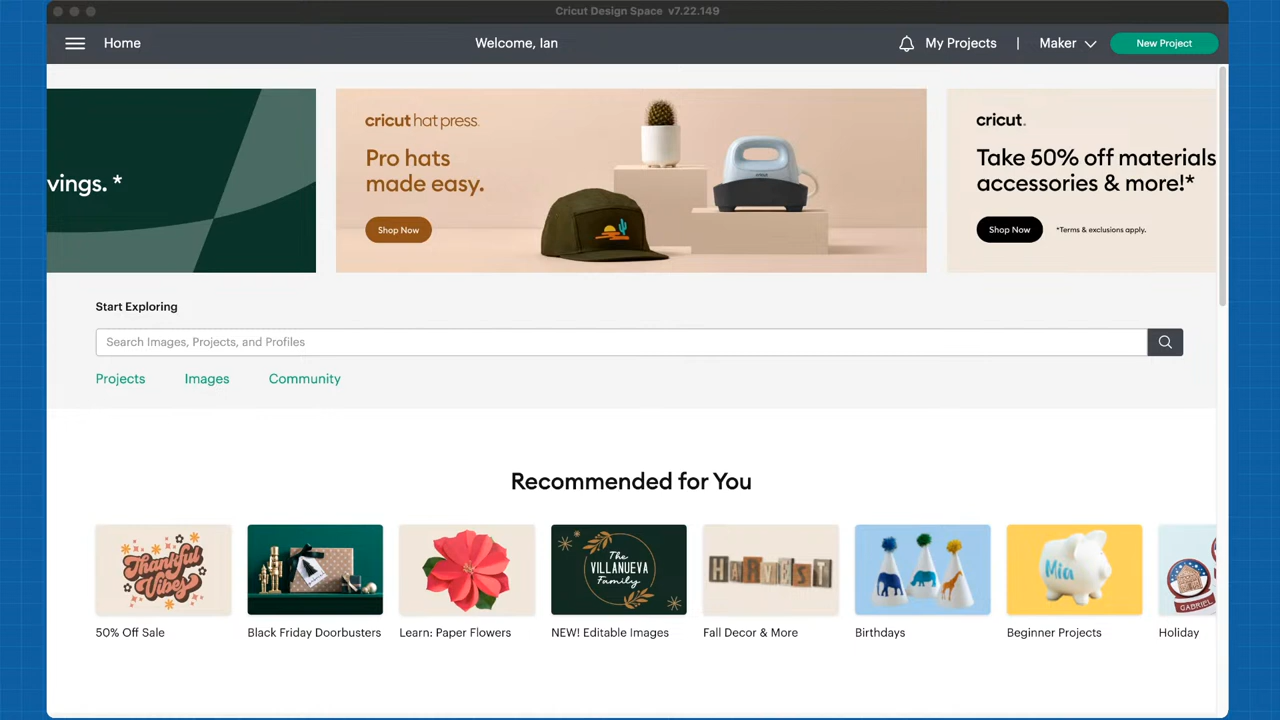 Cricut Design Space v7.22.149
Home
Welcome, Ian
My Projects
|
Maker
New Project
vings. *
cricut hat press.
Pro hats
made easy.
Shop Now
cricut.
Take 50% off materials
accessories & more!*
Shop Now
*Terms & exclusions apply.
Start Exploring
Search Images, Projects, and Profiles
Projects
Images
Community
Recommended for You
Thankful
Vibes
The
VILLANUEVA
Family
HARVEST
Mia
GABRIEL
50% Off Sale
Black Friday Doorbusters
Learn: Paper Flowers
NEW! Editable Images
Fall Decor & More
Birthdays
Beginner Projects
Holiday